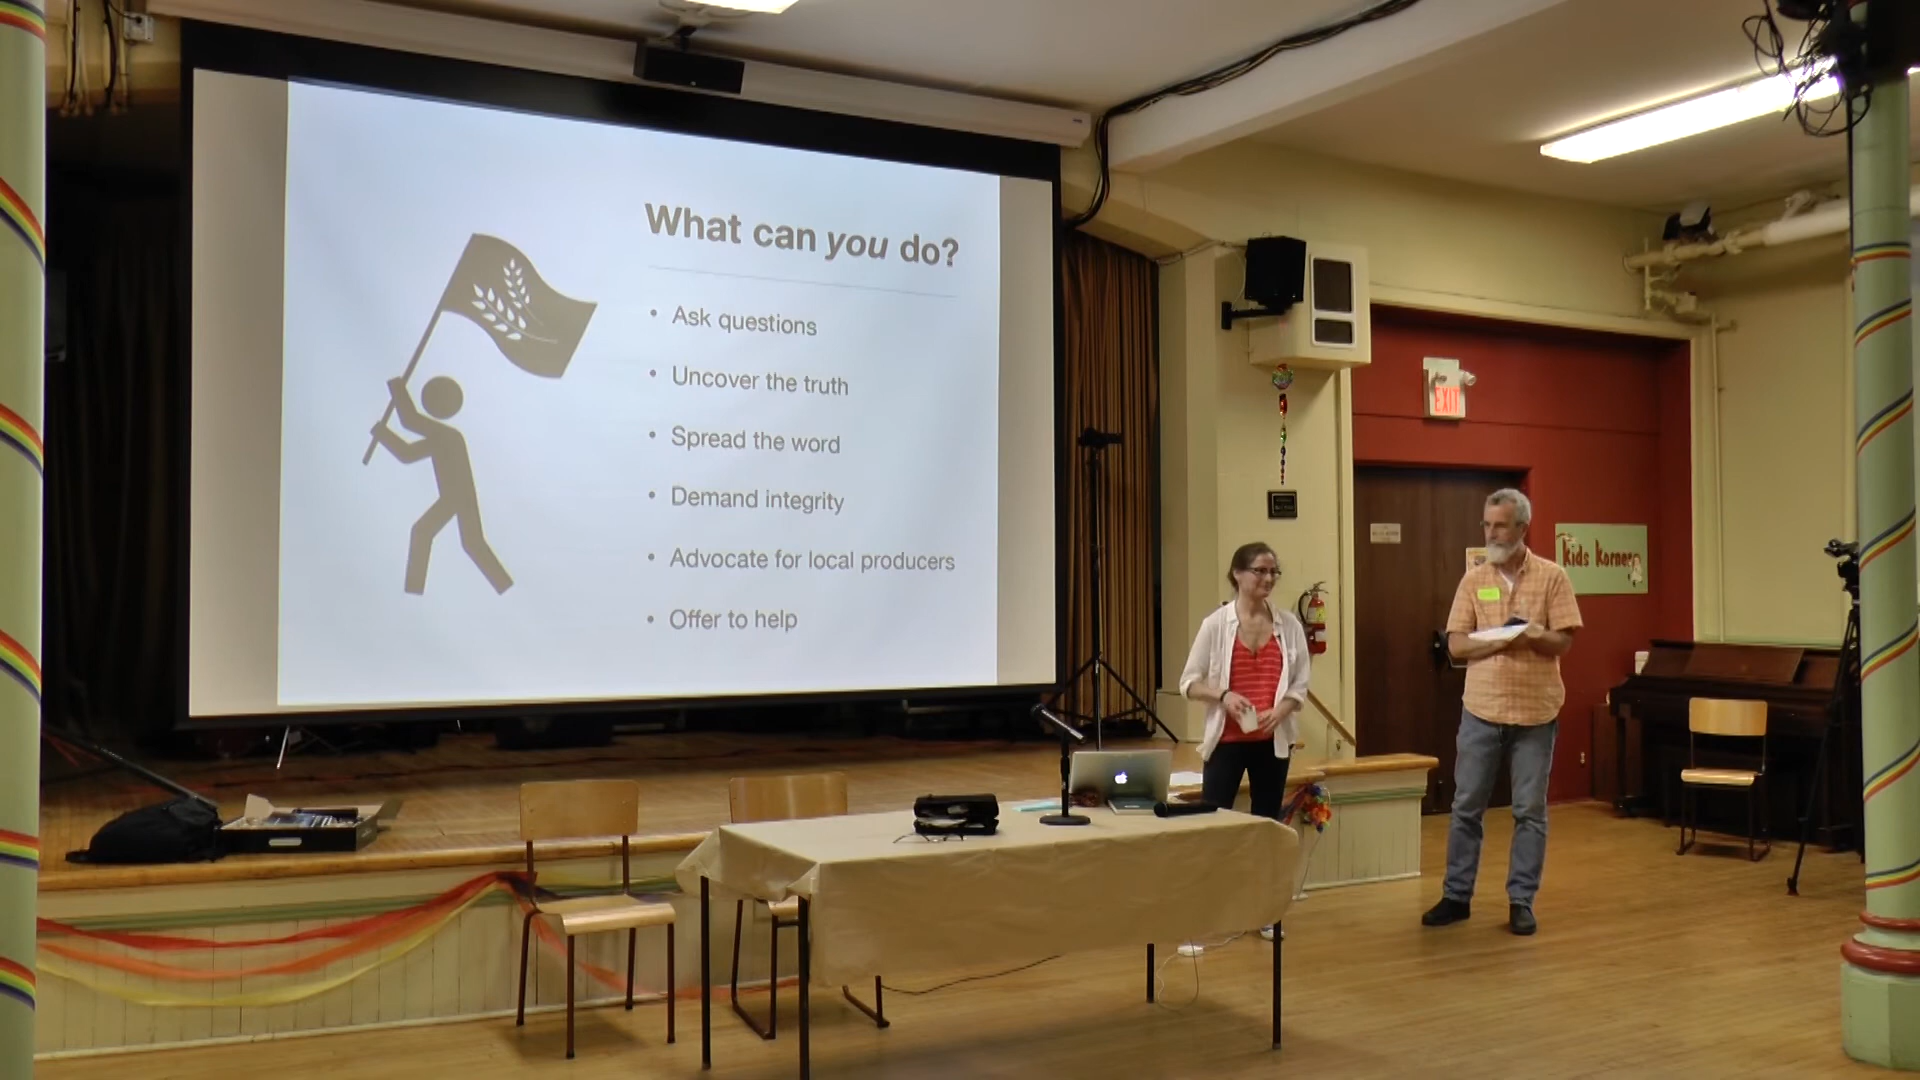 What can you do?
• Ask questions
• Uncover the truth
• Spread the word
• Demand integrity
• Advocate for local producers
• Offer to help
EXIT
Kids Korner